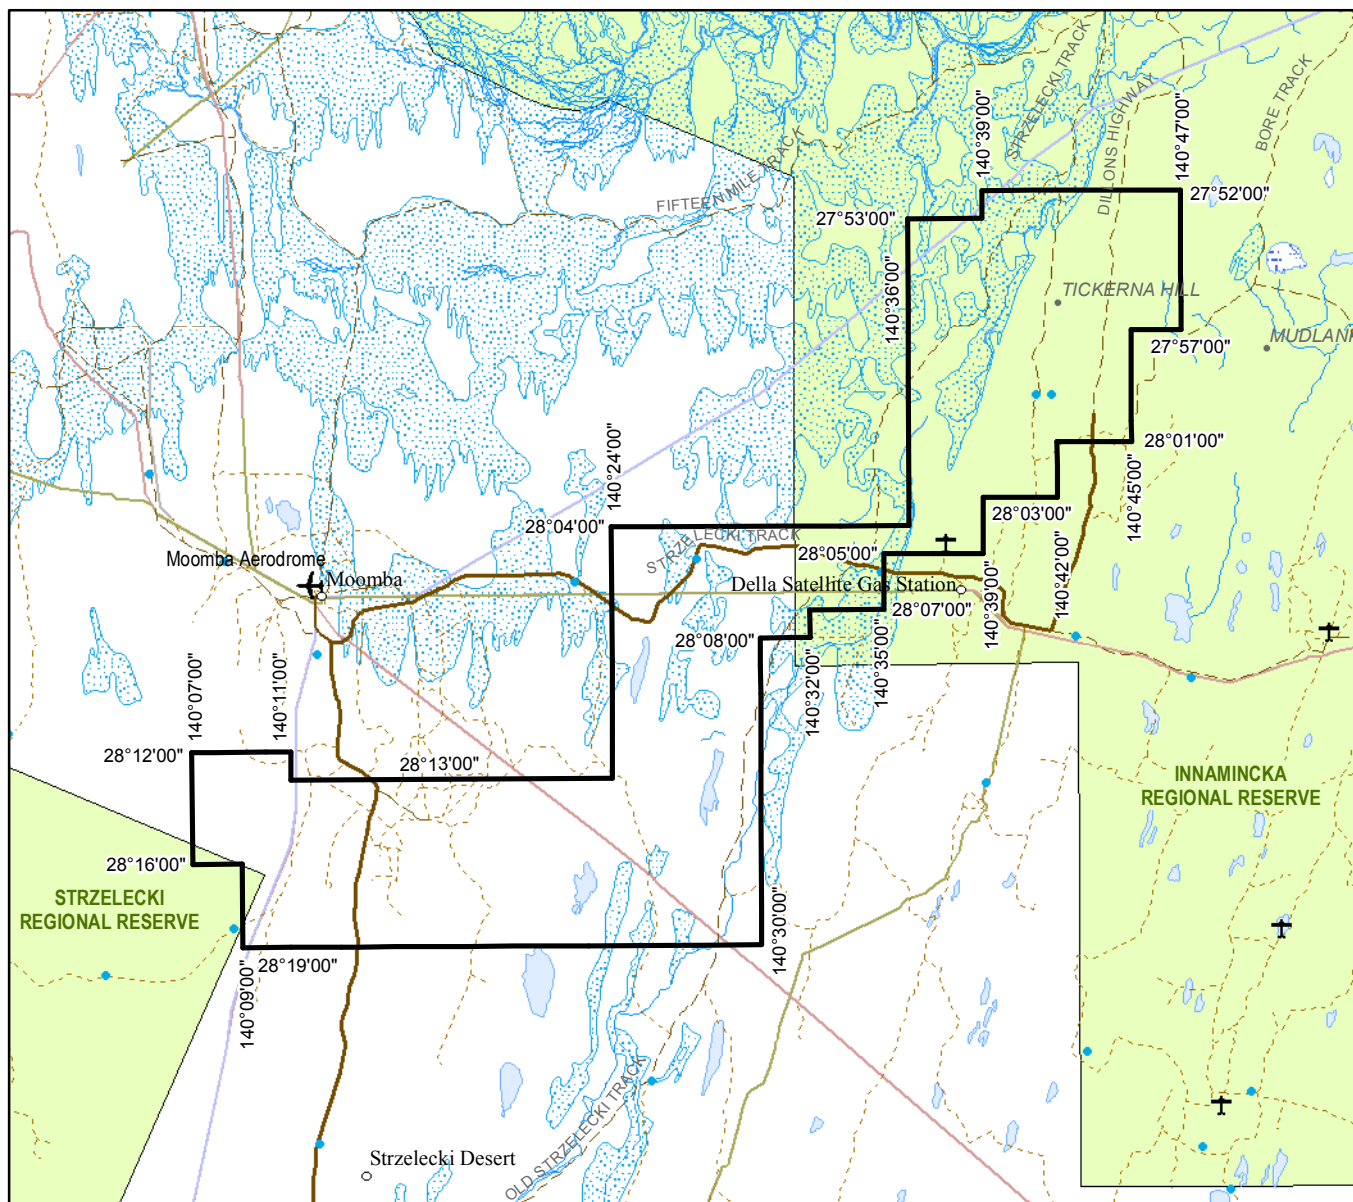 STRZELECKI TRACK
DILLONS HIGHWAY
BORE TRACK
140°39'00"
140°47'00"
FIFTEEN MILE TRACK
27°53'00"
27°52'00"
140°36'00"
TICKERNA HILL
27°57'00"
MUDLANK
28°01'00"
140°24'00"
140°45'00"
28°04'00"
28°03'00"
STRZELECKI TRACK
28°05'00"
Moomba Aerodrome
Moomba
Della Satellite Gas Station
140°42'00"
28°07'00"
140°39'00"
28°08'00"
140°35'00"
140°32'00"
140°07'00"
140°11'00"
28°12'00"
28°13'00"
INNAMINCKA
REGIONAL RESERVE
28°16'00"
STRZELECKI
REGIONAL RESERVE
140°30'00"
28°19'00"
140°09'00"
OLD STRZELECKI TRACK
Strzelecki Desert